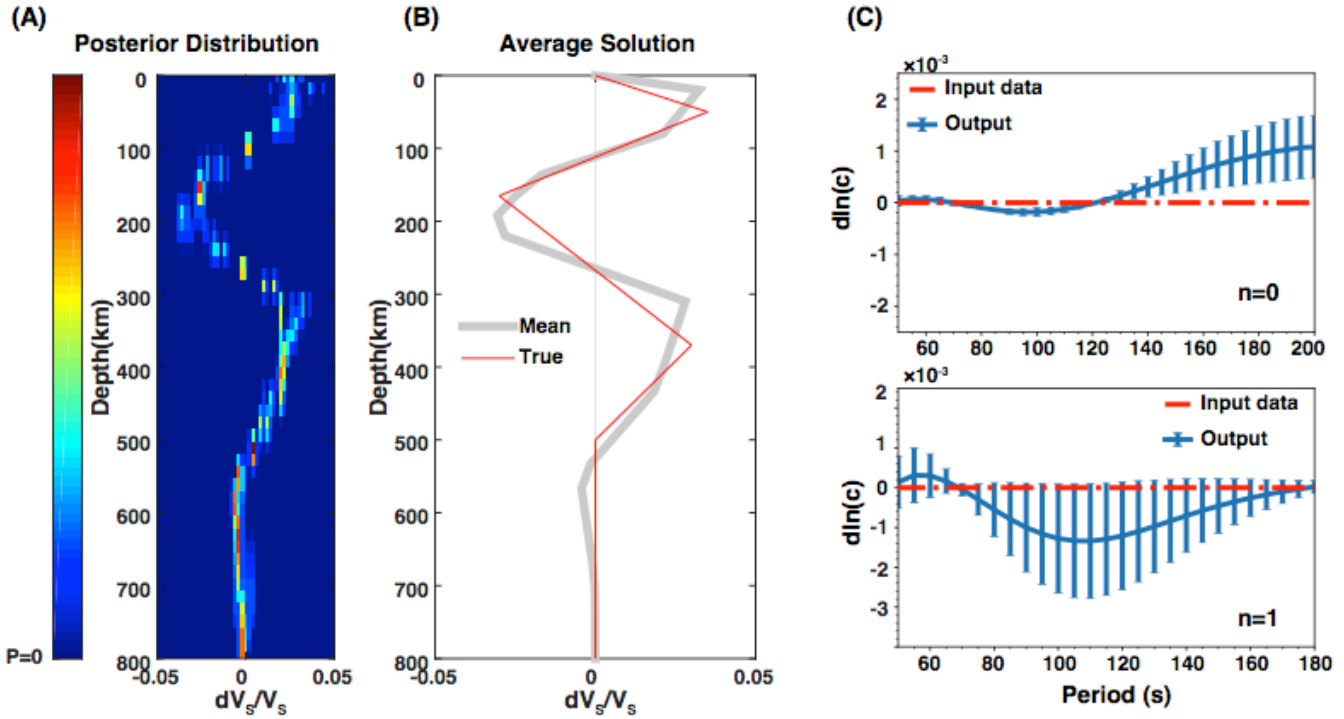 (A)
Posterior Distribution
0
100
200
300
400
500
600
700
800
Depth(km)
P=0
-0.05
0
0.05
dVS/VS
(B)
Average Solution
0
100
200
300
400
500
600
700
800
Depth(km)
Mean
True
-0.05
0
0.05
dVS/VS
(C)
×10⁻³
2
1
0
-1
-2
dln(c)
Input data
Output
n=0
60
80
100
120
140
160
180
200
×10⁻³
2
1
0
-1
-2
-3
dln(c)
Input data
Output
n=1
60
80
100
120
140
160
180
Period (s)